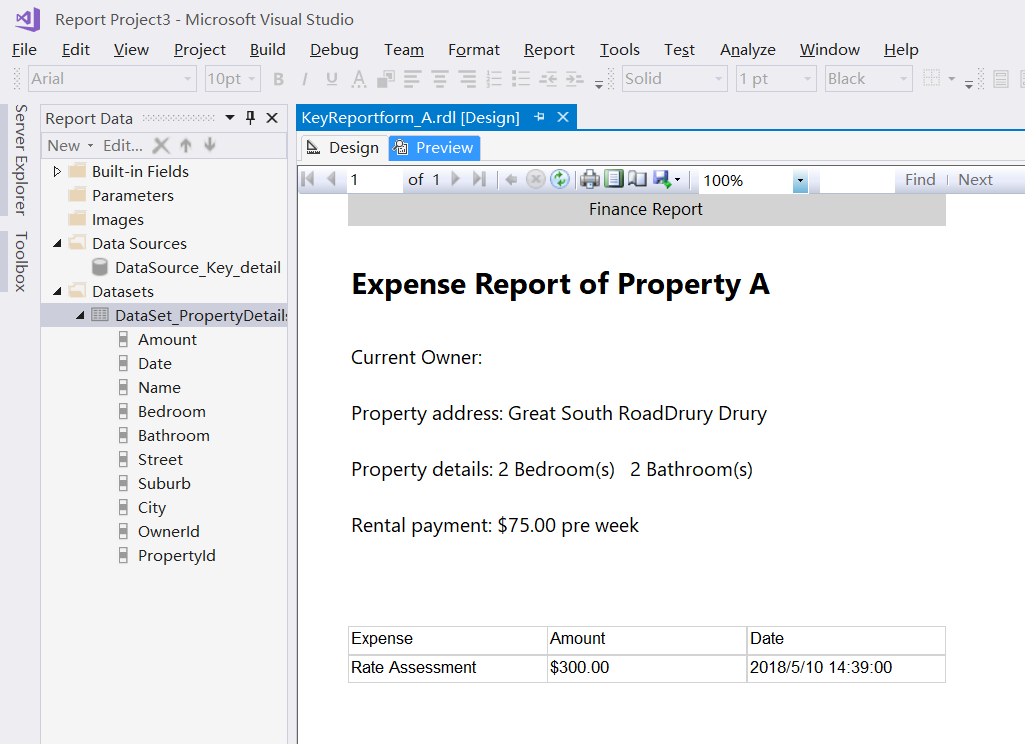 Report Project3 - Microsoft Visual Studio
File Edit View Project Build Debug Team Format Report Tools Test Analyze Window Help
Arial 10pt B I U A Solid 1 pt Black
Server Explorer
Toolbox
Report Data
New Edit...
Built-in Fields
Parameters
Images
Data Sources
DataSource_Key_detail
Datasets
DataSet_PropertyDetails
Amount
Date
Name
Bedroom
Bathroom
Street
Suburb
City
OwnerId
PropertyId
KeyReportform_A.rdl [Design]
Design Preview
1 of 1 100% Find Next
Finance Report
Expense Report of Property A
Current Owner:
Property address: Great South RoadDrury Drury
Property details: 2 Bedroom(s) 2 Bathroom(s)
Rental payment: $75.00 pre week
Expense Amount Date
Rate Assessment $300.00 2018/5/10 14:39:00